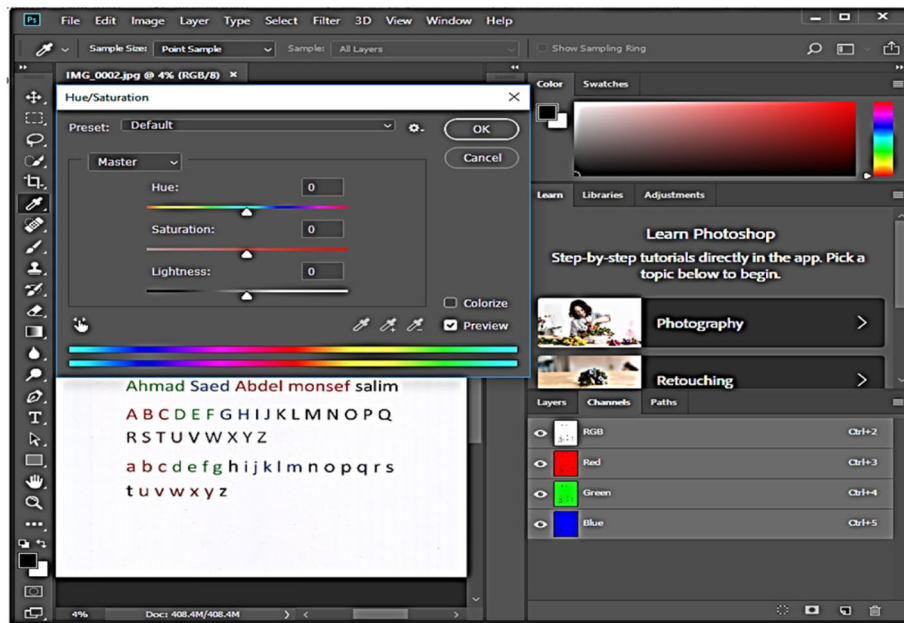 Ps File Edit Image Layer Type Select Filter 3D View Window Help
Sample Size: Point Sample Sample: All Layers Show Sampling Ring
IMG_0002.jpg @ 4% (RGB/8) ×
Hue/Saturation
Preset: Default
OK
Cancel
Master
Hue: 0
Saturation: 0
Lightness: 0
Colorize
Preview
Ahmad Saed Abdel monsef salim
A B C D E F G H I J K L M N O P Q
R S T U V W X Y Z
a b c d e f g h i j k l m n o p q r s
t u v w x y z
4% Doc: 408.4M/408.4M
Color Swatches
Learn Libraries Adjustments
Learn Photoshop
Step-by-step tutorials directly in the app. Pick a
topic below to begin.
Photography
Retouching
Layers Channels Paths
RGB Ctrl+2
Red Ctrl+3
Green Ctrl+4
Blue Ctrl+5